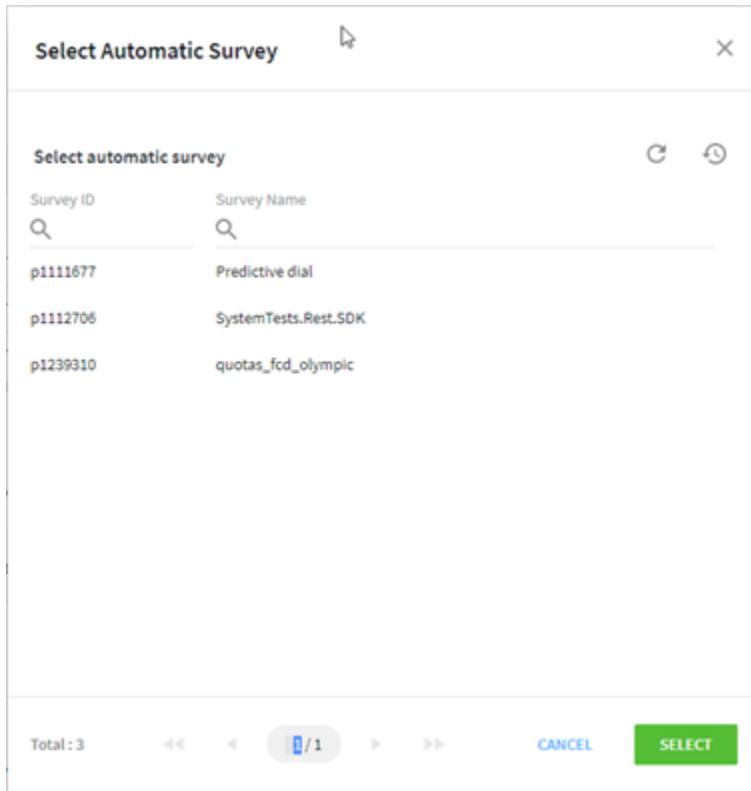 Select Automatic Survey
Select automatic survey
Survey ID Survey Name
p1111677 Predictive dial
p1112706 SystemTests.Rest.SDK
p1239310 quotas_fcd_olympic
Total : 3 1 / 1 CANCEL SELECT